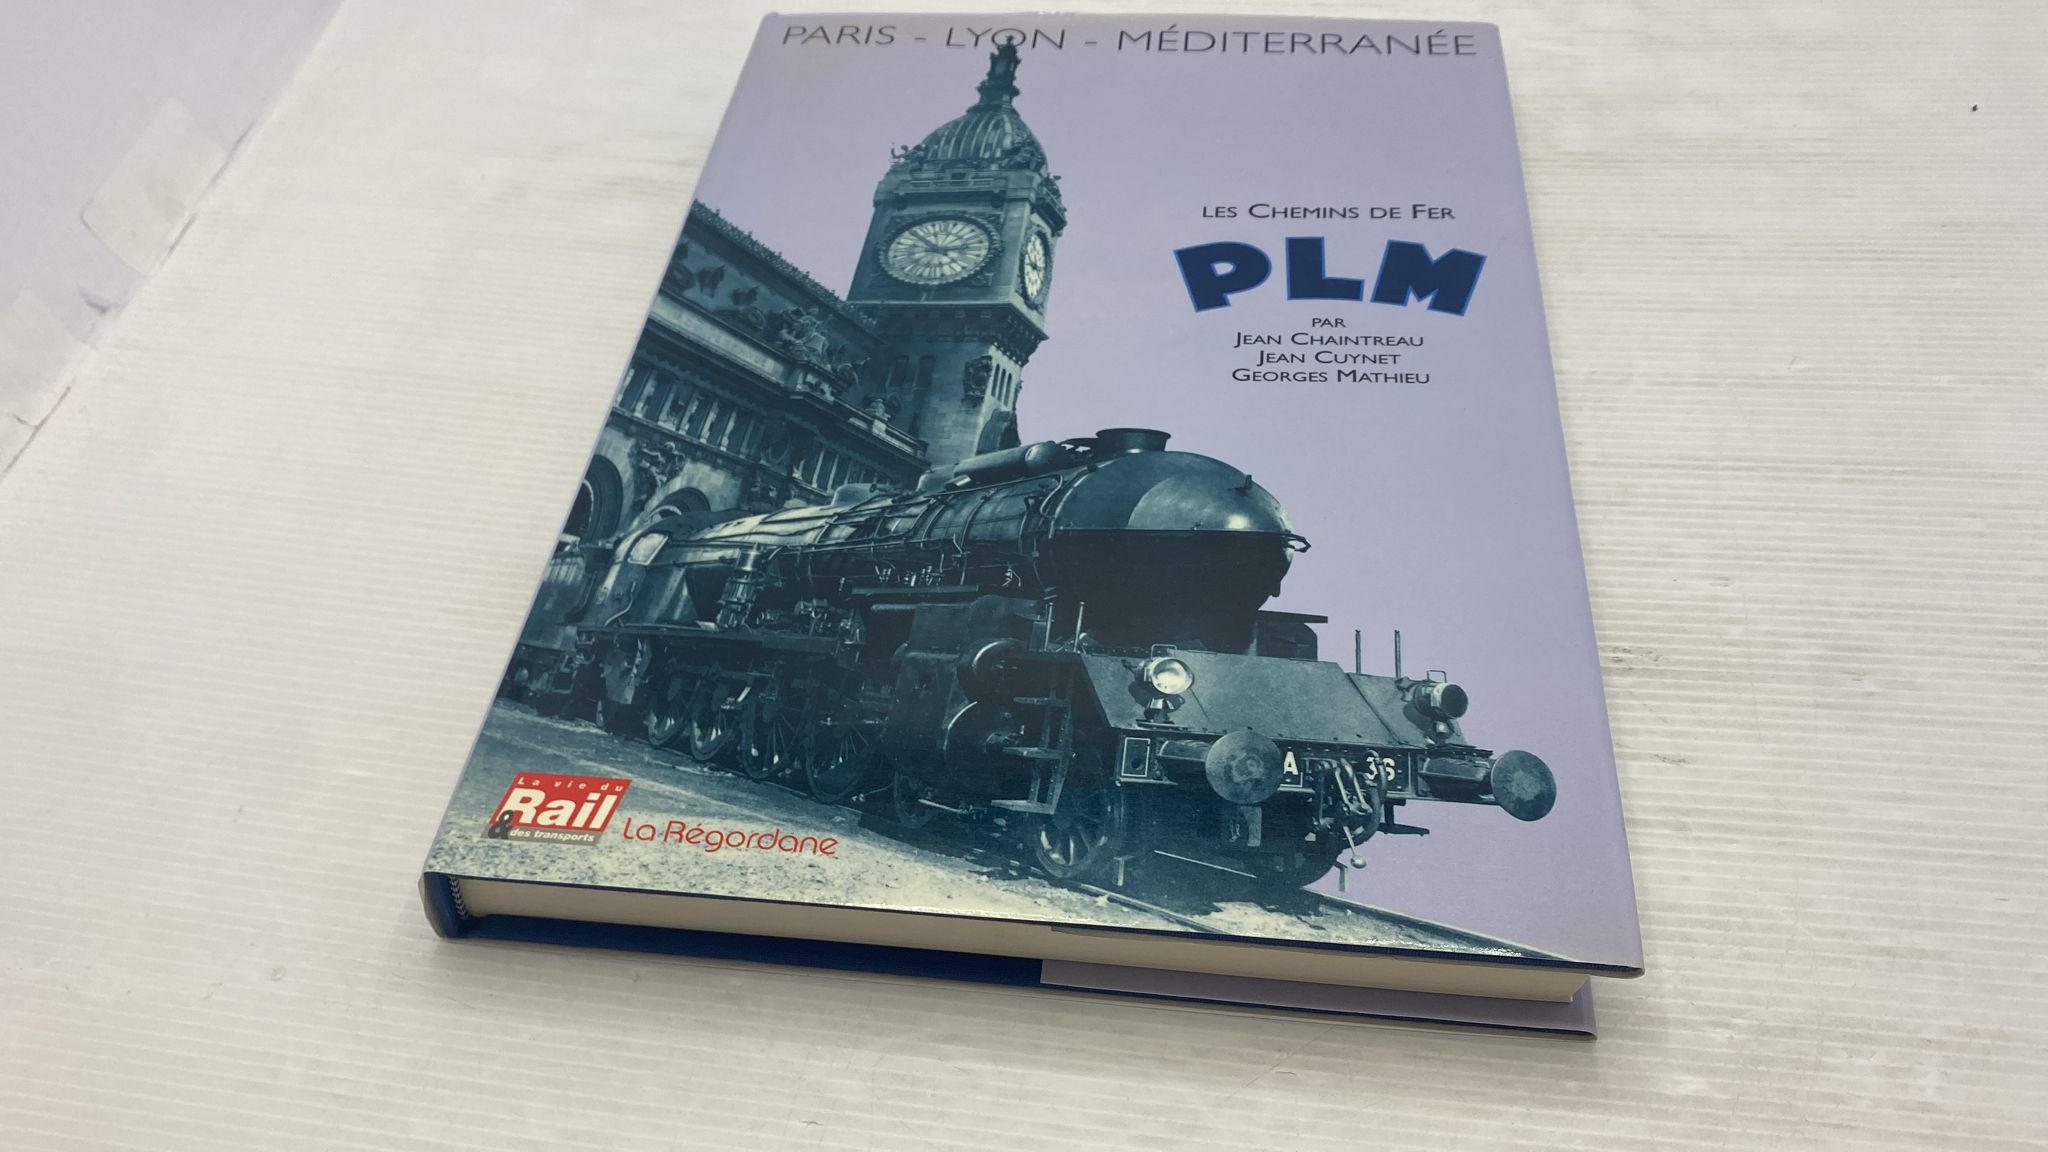 PARIS - LYON - MÉDITERRANÉE
LES CHEMINS DE FER
PLM
PAR
JEAN CHAINTREAU
JEAN CUYNET
GEORGES MATHIEU
A 36
La vie du
Rail
& des transports
La Régordane